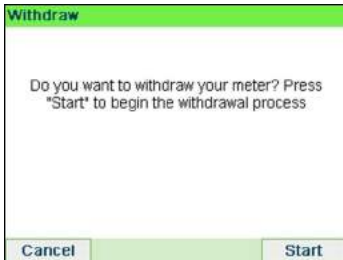 Withdraw
Do you want to withdraw your meter? Press
"Start" to begin the withdrawal process
Cancel
Start